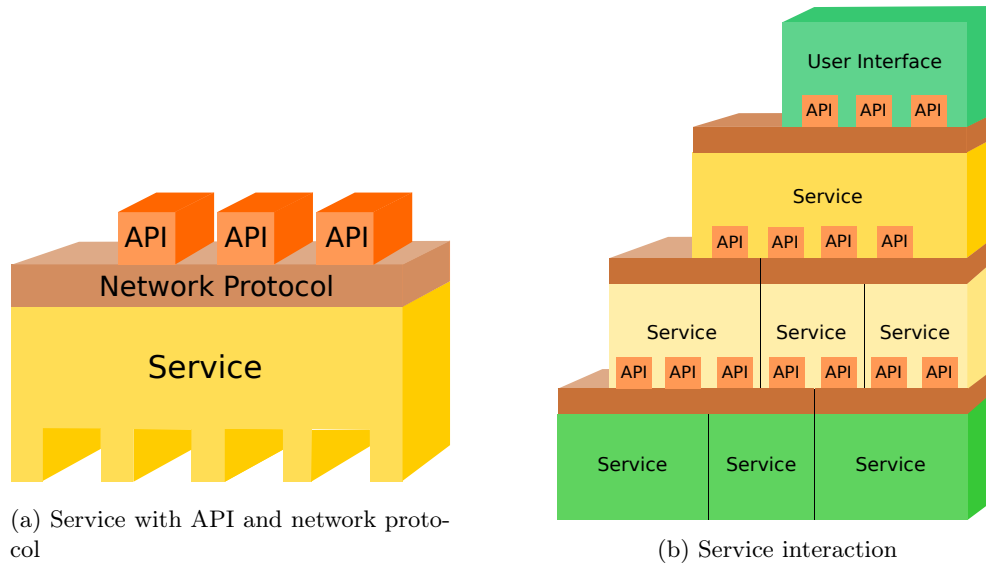 API API API
Network Protocol
Service
(a) Service with API and network proto-
col
User Interface
API API API
Service
API API API API
Service Service Service
API API API API API API API
Service Service Service
(b) Service interaction